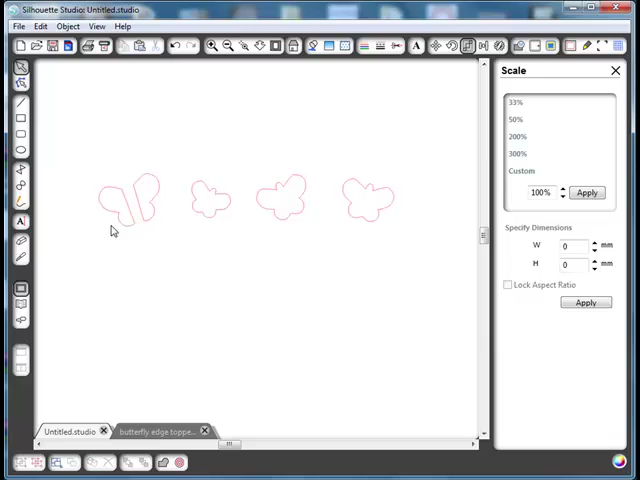 Silhouette Studio: Untitled.studio
File Edit Object View Help
A
Scale
33%
50%
200%
300%
Custom
100% Apply
Specify Dimensions
W 0 mm
H 0 mm
Lock Aspect Ratio
Apply
A
Untitled.studio butterfly edge toppe...